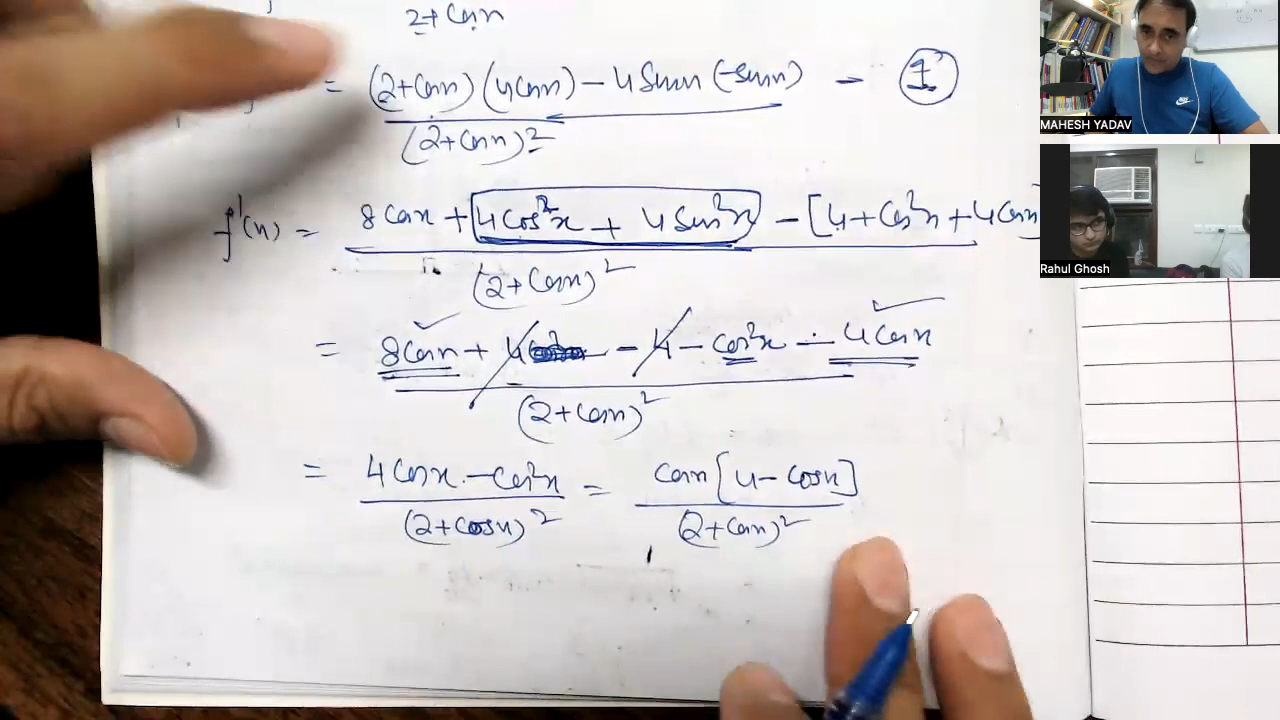 2+Cosx
= (2+Cosx)(4Cosx) - 4Sinx(-Sinx) - ①
(2+Cosx)²
f'(x) = 8Cosx + 4Cos²x + 4Sin²x - [4+Cos²x+4Cosx]
(2+Cosx)²
= 8Cosx + 4 - 4 - Cos²x - 4Cosx
(2+Cosx)²
= 4Cosx - Cos²x = Cosx[4-Cosx]
(2+Cosx)² (2+Cosx)²
MAHESH YADAV
Rahul Ghosh